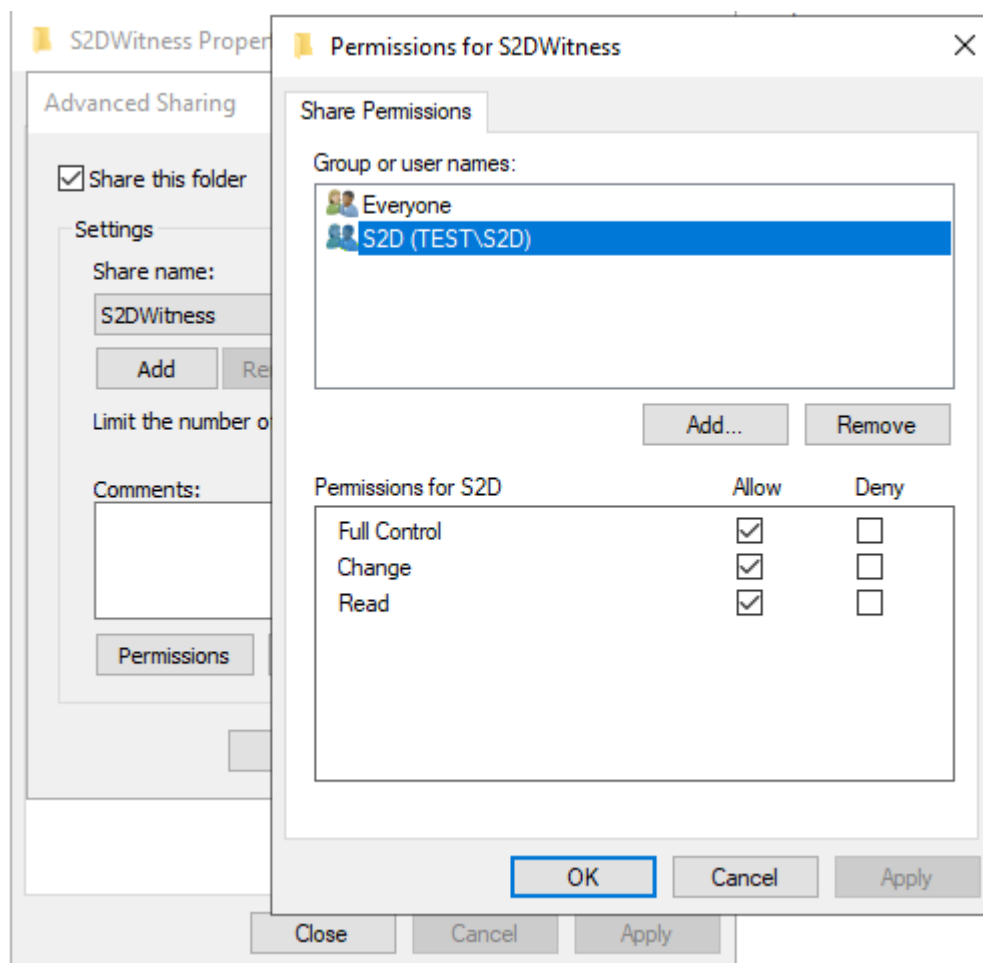 S2DWitness Propert
Permissions for S2DWitness
Advanced Sharing
Share Permissions
Share this folder
Settings
Share name:
S2DWitness
Add
Limit the number of
Comments:
Permissions
Group or user names:
Everyone
S2D (TEST\S2D)
Add...
Remove
Permissions for S2D
Allow
Deny
Full Control
Change
Read
OK
Cancel
Apply
Close
Cancel
Apply